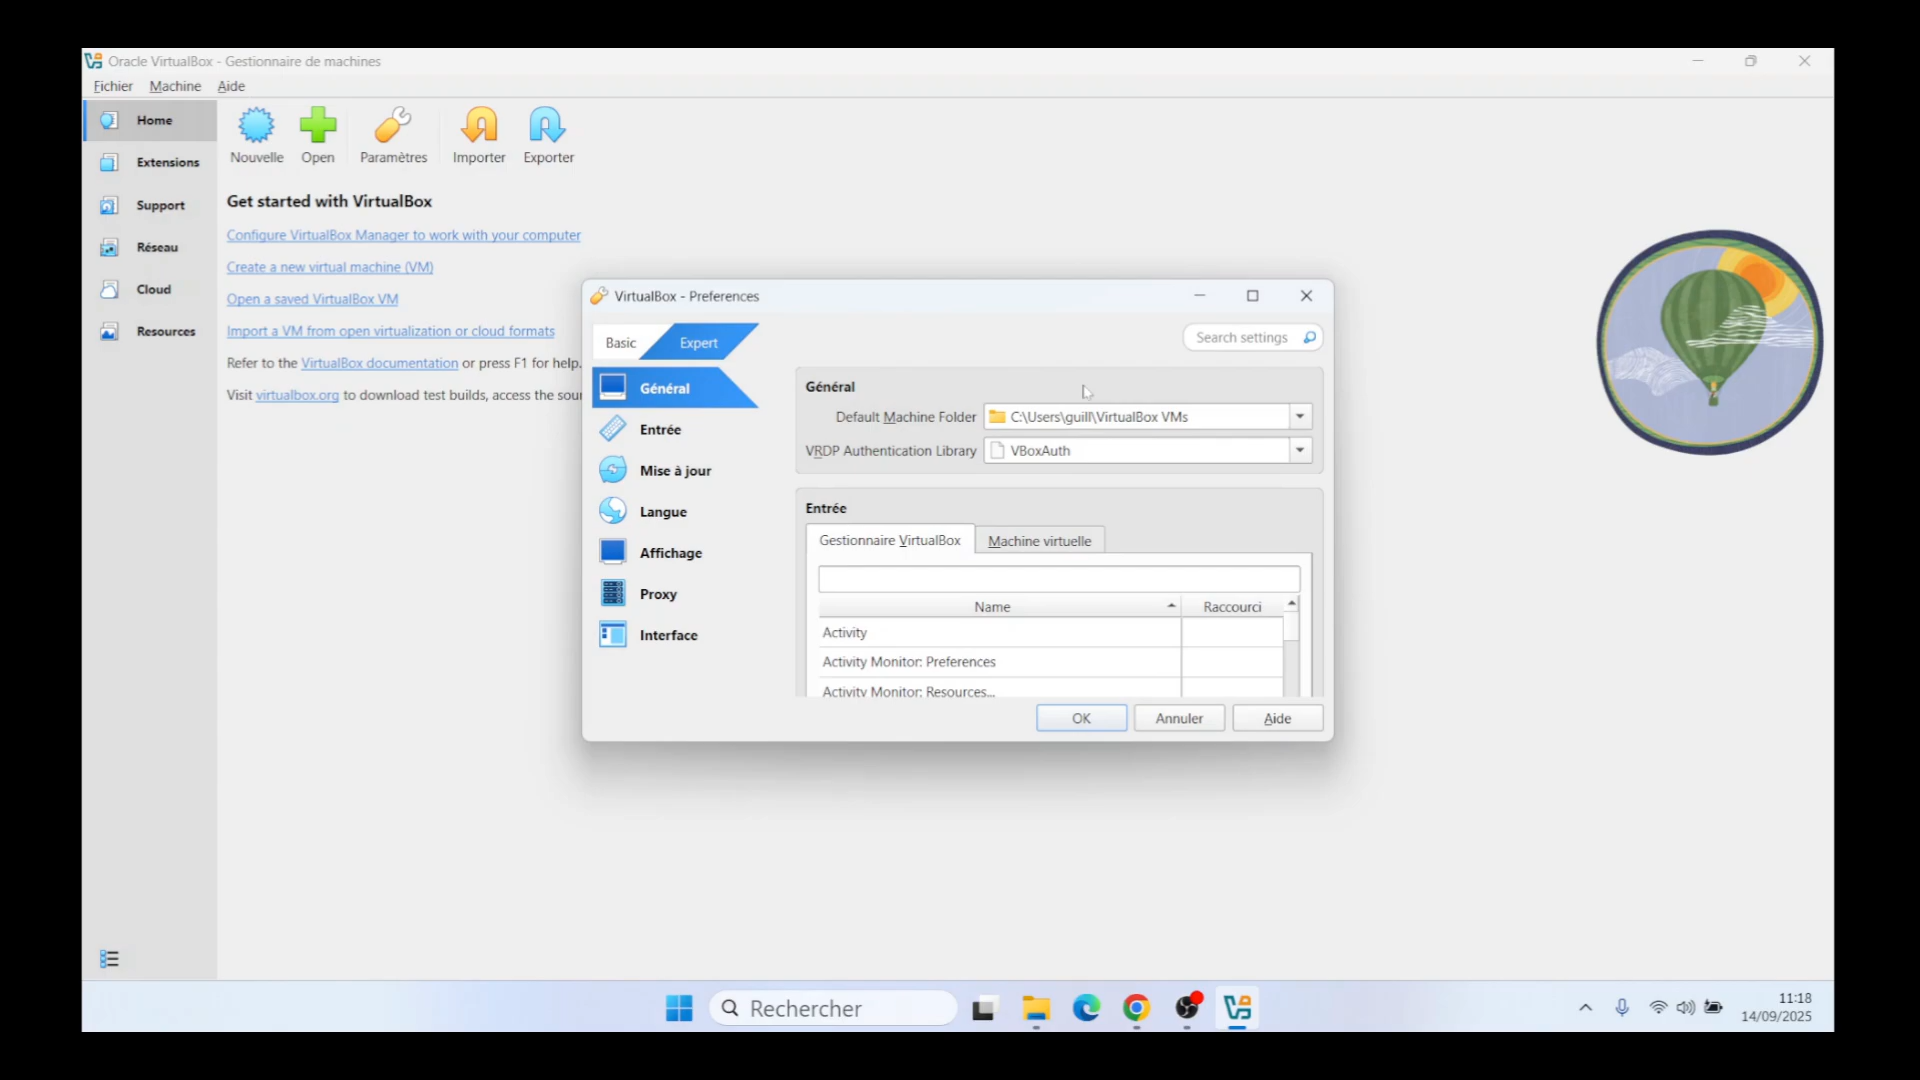 Oracle VirtualBox - Gestionnaire de machines
Fichier Machine Aide
Home
Extensions
Support
Réseau
Cloud
Resources
Nouvelle Open Paramètres Importer Exporter
Get started with VirtualBox
Configure VirtualBox Manager to work with your computer
Create a new virtual machine (VM)
Open a saved VirtualBox VM
Import a VM from open virtualization or cloud formats
Refer to the VirtualBox documentation or press F1 for help.
Visit virtualbox.org to download test builds, access the sou
VirtualBox - Preferences
Basic Expert
Search settings
Général
Entrée
Mise à jour
Langue
Affichage
Proxy
Interface
Général
Default Machine Folder C:\Users\guill\VirtualBox VMs
VRDP Authentication Library VBoxAuth
Entrée
Gestionnaire VirtualBox Machine virtuelle
Name Raccourci
Activity
Activity Monitor: Preferences
Activity Monitor: Resources...
OK Annuler Aide
Rechercher
11:18
14/09/2025